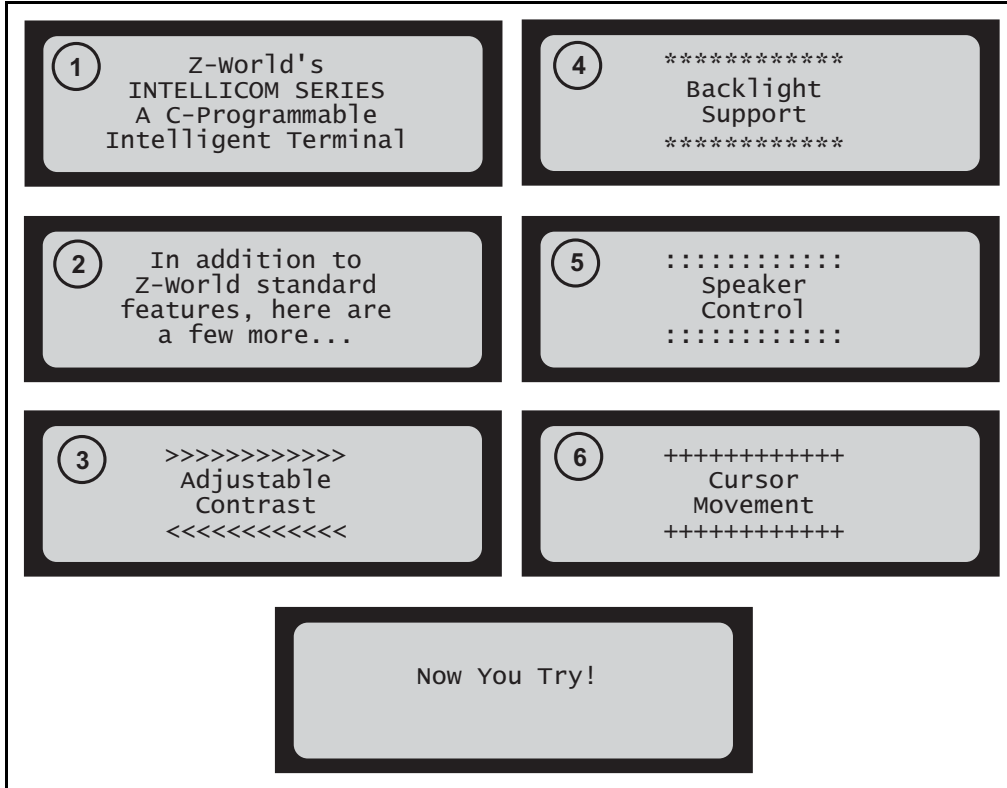 1
Z-World's
INTELLICOM SERIES
A C-Programmable
Intelligent Terminal
2
In addition to
Z-World standard
features, here are
a few more...
3
>>>>>>>>>>>>
Adjustable
Contrast
<<<<<<<<<<<<
4
************
Backlight
Support
************
5
::::::::::::
Speaker
Control
::::::::::::
6
++++++++++++
Cursor
Movement
++++++++++++
Now You Try!